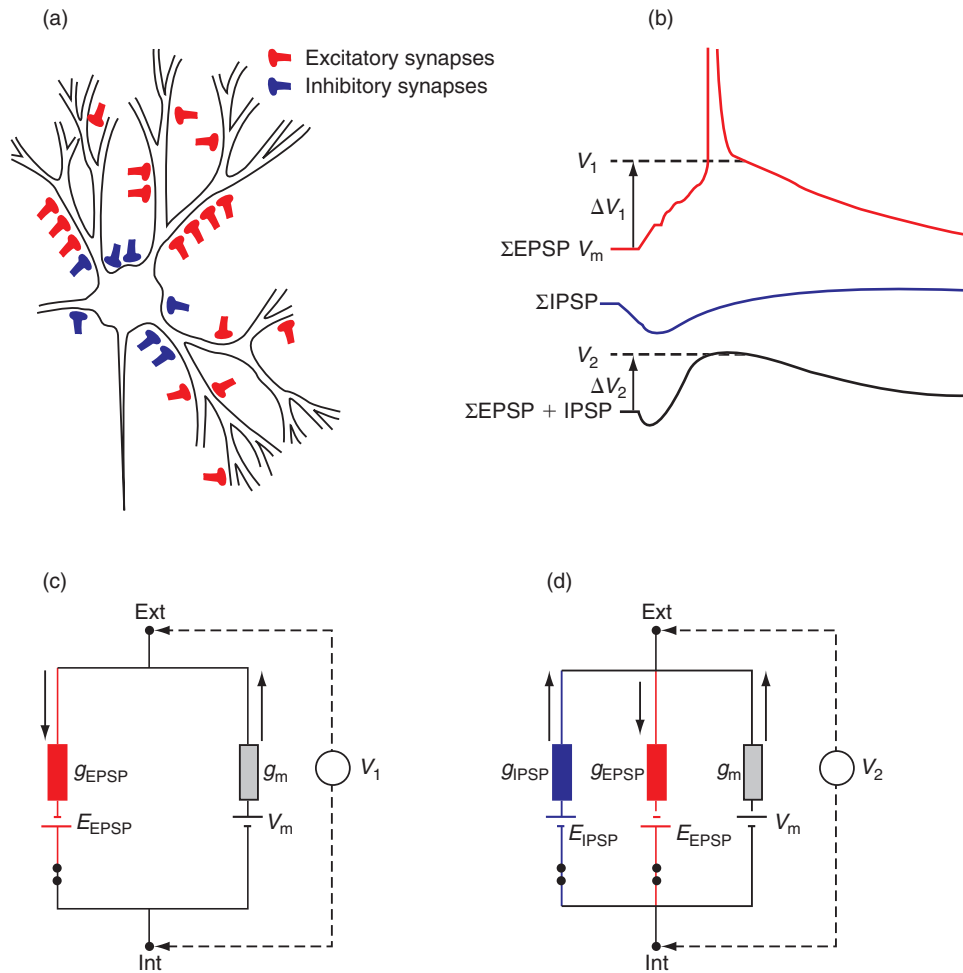 (a)
Excitatory synapses
Inhibitory synapses
(b)
V1
ΔV1
ΣEPSP Vm
ΣIPSP
V2
ΔV2
ΣEPSP + IPSP
(c)
Ext
gEPSP
gm
V1
EEPSP
Vm
Int
(d)
Ext
gIPSP
gEPSP
gm
V2
EIPSP
EEPSP
Vm
Int